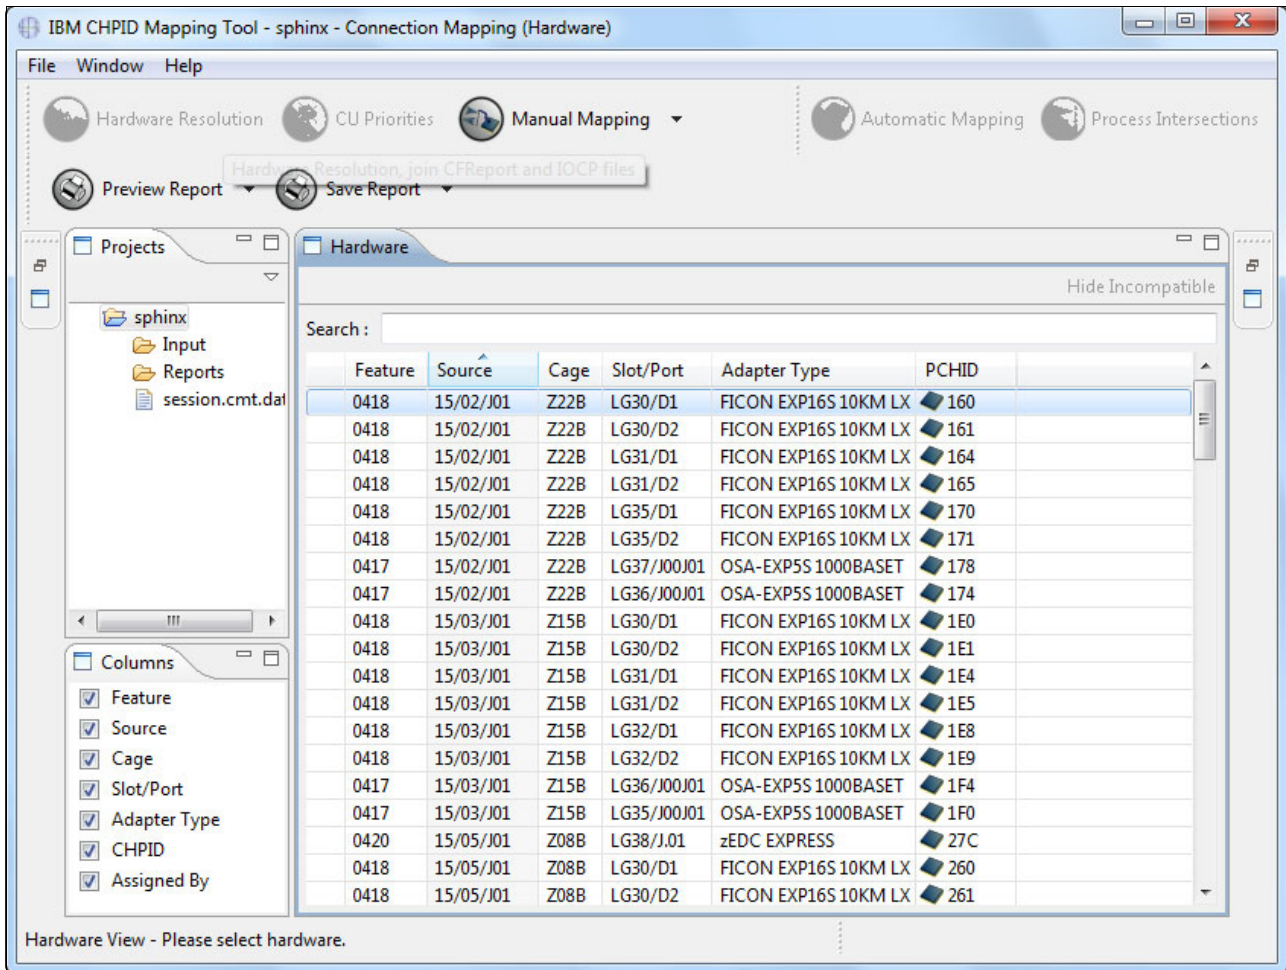 IBM CHPID Mapping Tool - sphinx - Connection Mapping (Hardware)
File Window Help
Hardware Resolution CU Priorities Manual Mapping Automatic Mapping Process Intersections
Hardware Resolution, join CFReport and IOCP files
Preview Report Save Report
Projects
sphinx
Input
Reports
session.cmt.dat
Columns
Feature
Source
Cage
Slot/Port
Adapter Type
CHPID
Assigned By
Hardware
Hide Incompatible
Search :
Feature Source Cage Slot/Port Adapter Type PCHID
0418 15/02/J01 Z22B LG30/D1 FICON EXP16S 10KM LX 160
0418 15/02/J01 Z22B LG30/D2 FICON EXP16S 10KM LX 161
0418 15/02/J01 Z22B LG31/D1 FICON EXP16S 10KM LX 164
0418 15/02/J01 Z22B LG31/D2 FICON EXP16S 10KM LX 165
0418 15/02/J01 Z22B LG35/D1 FICON EXP16S 10KM LX 170
0418 15/02/J01 Z22B LG35/D2 FICON EXP16S 10KM LX 171
0417 15/02/J01 Z22B LG37/J00J01 OSA-EXP5S 1000BASET 178
0417 15/02/J01 Z22B LG36/J00J01 OSA-EXP5S 1000BASET 174
0418 15/03/J01 Z15B LG30/D1 FICON EXP16S 10KM LX 1E0
0418 15/03/J01 Z15B LG30/D2 FICON EXP16S 10KM LX 1E1
0418 15/03/J01 Z15B LG31/D1 FICON EXP16S 10KM LX 1E4
0418 15/03/J01 Z15B LG31/D2 FICON EXP16S 10KM LX 1E5
0418 15/03/J01 Z15B LG32/D1 FICON EXP16S 10KM LX 1E8
0418 15/03/J01 Z15B LG32/D2 FICON EXP16S 10KM LX 1E9
0417 15/03/J01 Z15B LG36/J00J01 OSA-EXP5S 1000BASET 1F4
0417 15/03/J01 Z15B LG35/J00J01 OSA-EXP5S 1000BASET 1F0
0420 15/05/J01 Z08B LG38/J.01 zEDC EXPRESS 27C
0418 15/05/J01 Z08B LG30/D1 FICON EXP16S 10KM LX 260
0418 15/05/J01 Z08B LG30/D2 FICON EXP16S 10KM LX 261
Hardware View - Please select hardware.